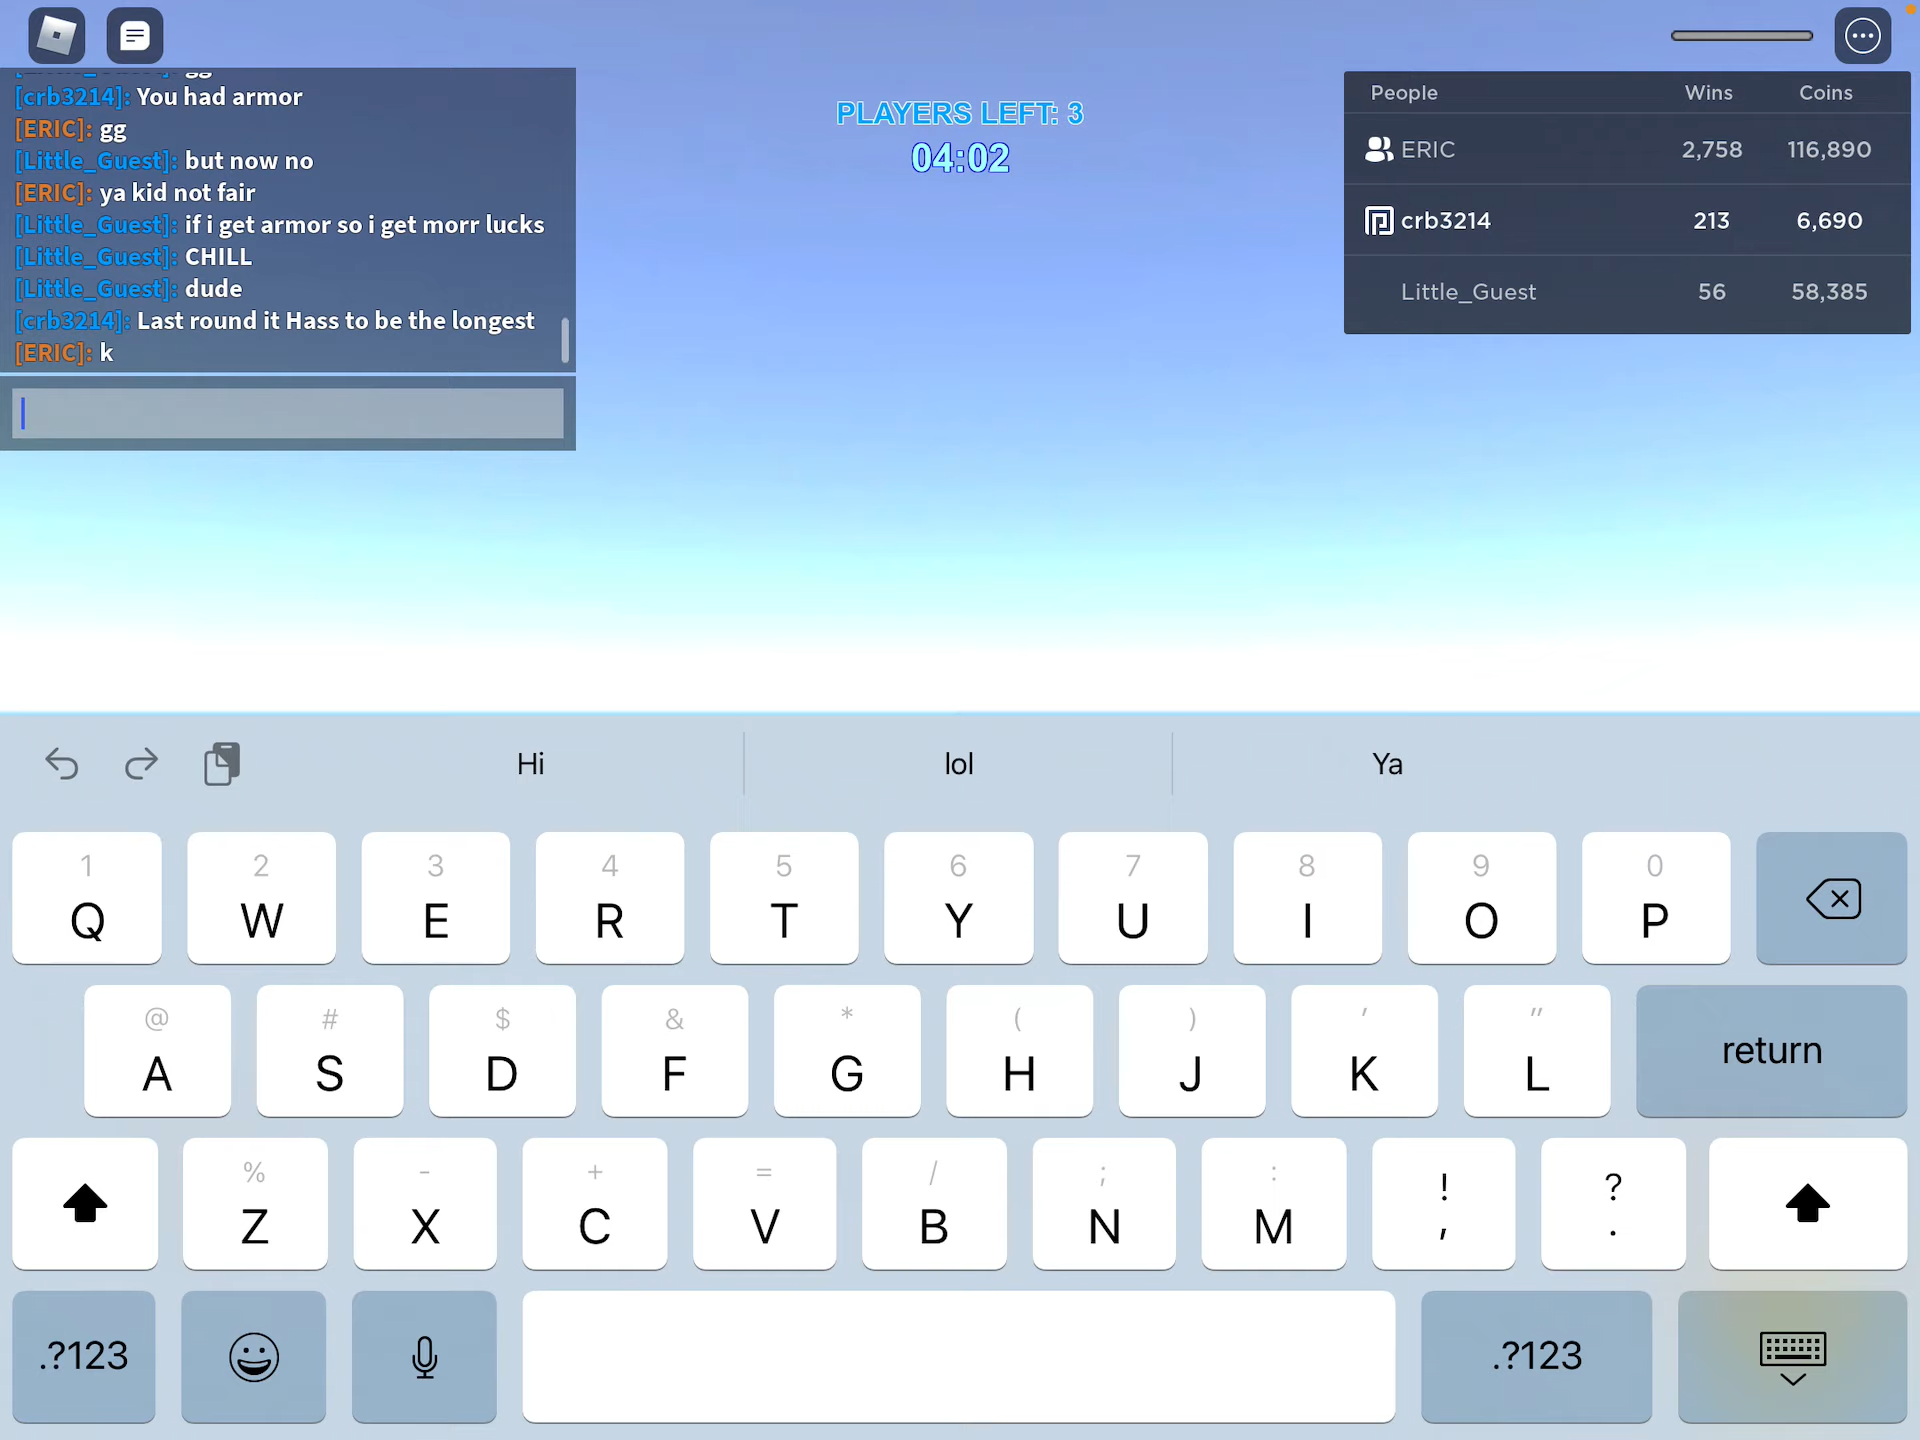 [Little_Guest]: gg
[crb3214]: You had armor
[ERIC]: gg
[Little_Guest]: but now no
[ERIC]: ya kid not fair
[Little_Guest]: if i get armor so i get morr lucks
[Little_Guest]: CHILL
[Little_Guest]: dude
[crb3214]: Last round it Hass to be the longest
[ERIC]: k
PLAYERS LEFT: 3
04:02
People Wins Coins
ERIC 2,758 116,890
crb3214 213 6,690
Little_Guest 56 58,385
Hi lol Ya
1 2 3 4 5 6 7 8 9 0
Q W E R T Y U I O P
@ # $ & * ( ) ' "
A S D F G H J K L return
% - + = / ; : ! ?
Z X C V B N M , .
.?123 .?123